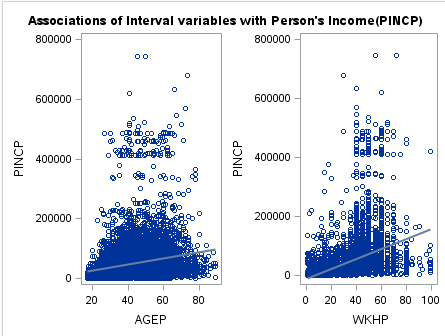 Associations of Interval variables with Person's Income(PINCP)
PINCP
800000
600000
400000
200000
0
20 40 60 80
AGEP
PINCP
800000
600000
400000
200000
0
0 20 40 60 80 100
WKHP